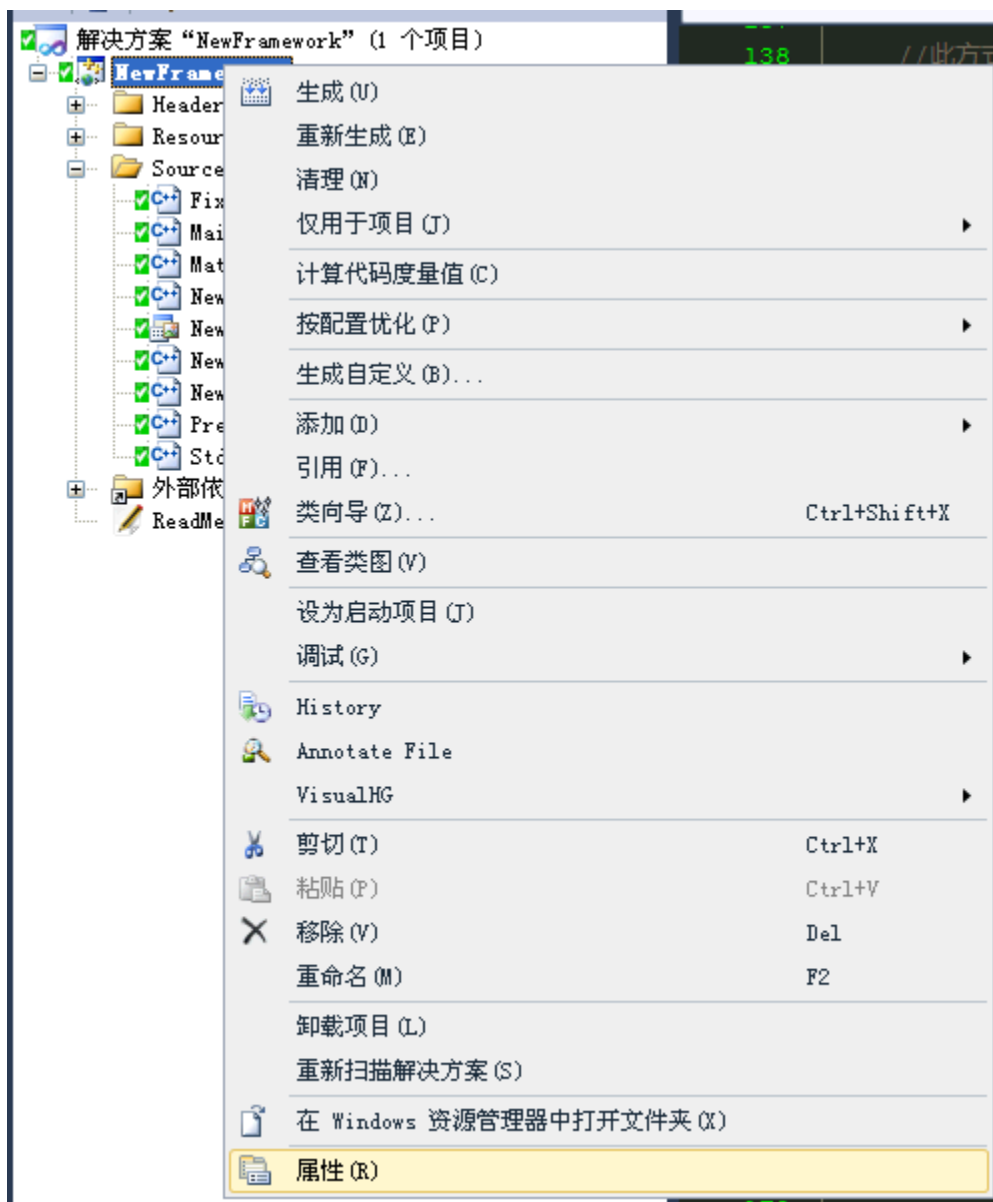 解决方案“NewFramework” (1 个项目)
138 //此方
NewFrame
Header
Resour
Source
Fix
Mai
Mat
New
New
New
New
Pre
Std
外部依
ReadMe
生成(U)
重新生成(E)
清理(N)
仅用于项目(J)
计算代码度量值(C)
按配置优化(P)
生成自定义(B)...
添加(D)
引用(F)...
类向导(Z)... Ctrl+Shift+X
查看类图(V)
设为启动项目(J)
调试(G)
History
Annotate File
VisualHG
剪切(T) Ctrl+X
粘贴(P) Ctrl+V
移除(V) Del
重命名(M) F2
卸载项目(L)
重新扫描解决方案(S)
在 Windows 资源管理器中打开文件夹(X)
属性(R)